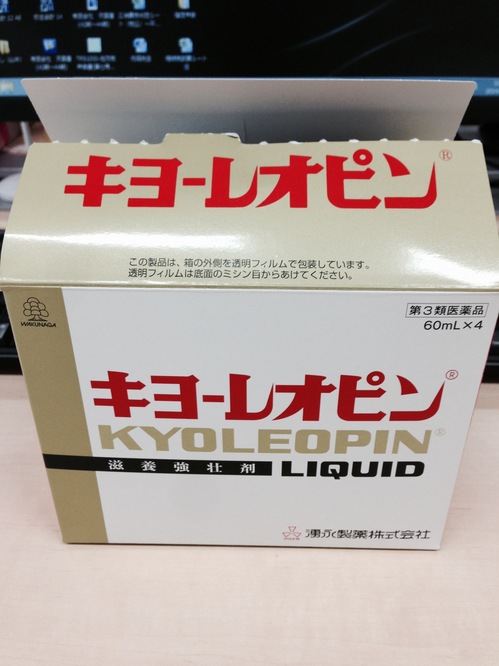 キヨーレオピン®
この製品は、箱の外側を透明フィルムで包装しています。
透明フィルムは底面のミシン目からあけてください。
WAKUNAGA
第3類医薬品
60mL×4
キヨーレオピン®
KYOLEOPIN®
滋養強壮剤 LIQUID
湧永製薬株式会社